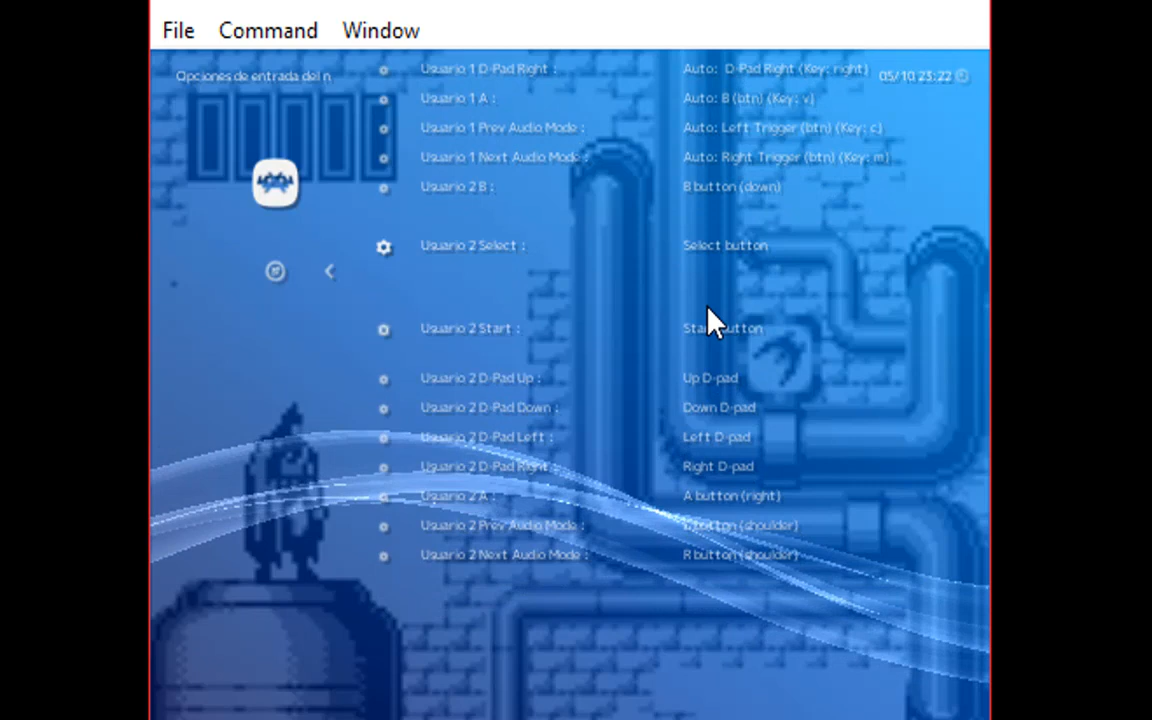 File Command Window
Opciones de entrada del n
05/10 23:22
Usuario 1 D-Pad Right : Auto: D-Pad Right (Key: right)
Usuario 1 A : Auto: B (btn) (Key: v)
Usuario 1 Prev Audio Mode : Auto: Left Trigger (btn) (Key: c)
Usuario 1 Next Audio Mode : Auto: Right Trigger (btn) (Key: m)
Usuario 2 B : B button (down)
Usuario 2 Select : Select button
Usuario 2 Start : Start button
Usuario 2 D-Pad Up : Up D-pad
Usuario 2 D-Pad Down : Down D-pad
Usuario 2 D-Pad Left : Left D-pad
Usuario 2 D-Pad Right : Right D-pad
Usuario 2 A : A button (right)
Usuario 2 Prev Audio Mode : L button (shoulder)
Usuario 2 Next Audio Mode : R button (shoulder)